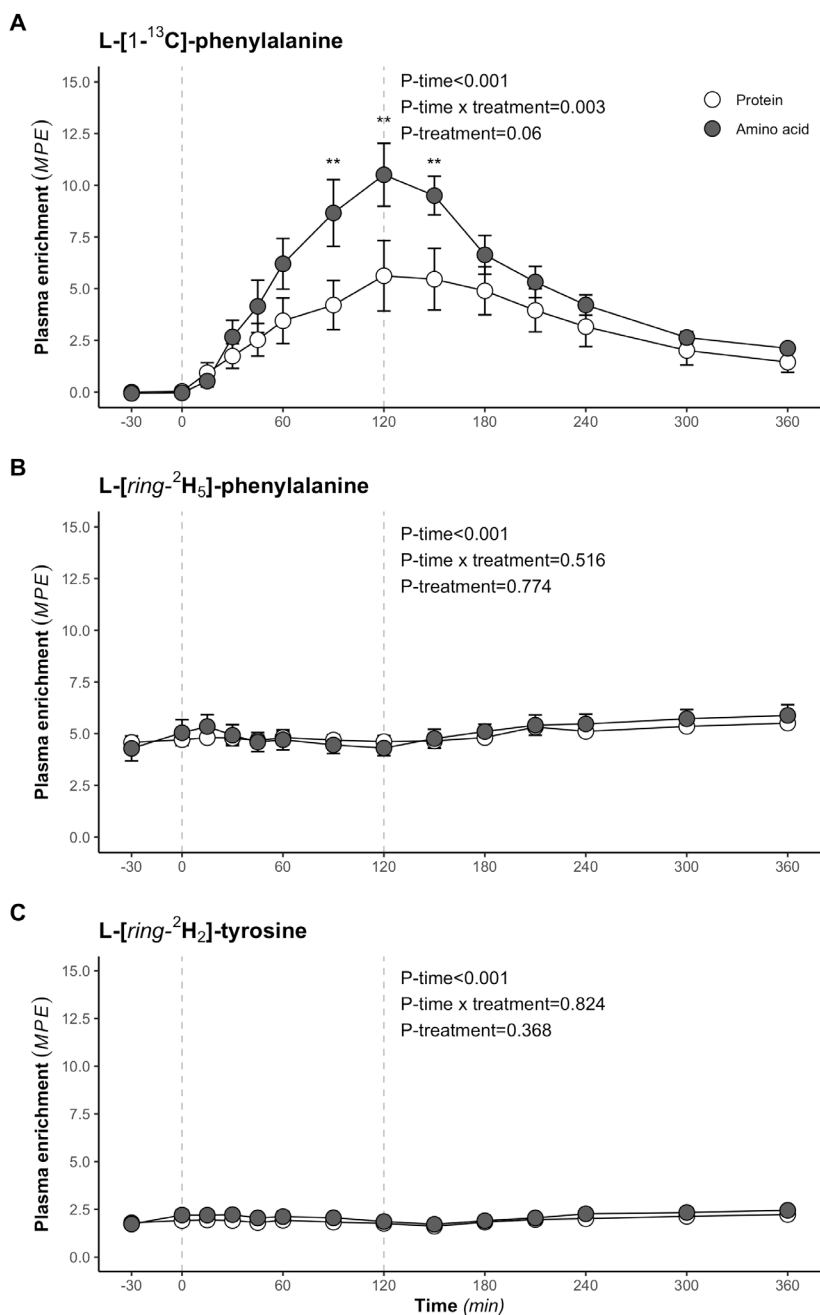 A
L-[1-¹³C]-phenylalanine
P-time<0.001
P-time x treatment=0.003
P-treatment=0.06
Protein
Amino acid
**
**
**
Plasma enrichment (MPE)
15.0
12.5
10.0
7.5
5.0
2.5
0.0
-30 0 60 120 180 240 300 360
B
L-[ring-²H₅]-phenylalanine
P-time<0.001
P-time x treatment=0.516
P-treatment=0.774
Plasma enrichment (MPE)
15.0
12.5
10.0
7.5
5.0
2.5
0.0
-30 0 60 120 180 240 300 360
C
L-[ring-²H₂]-tyrosine
P-time<0.001
P-time x treatment=0.824
P-treatment=0.368
Plasma enrichment (MPE)
15.0
12.5
10.0
7.5
5.0
2.5
0.0
-30 0 60 120 180 240 300 360
Time (min)